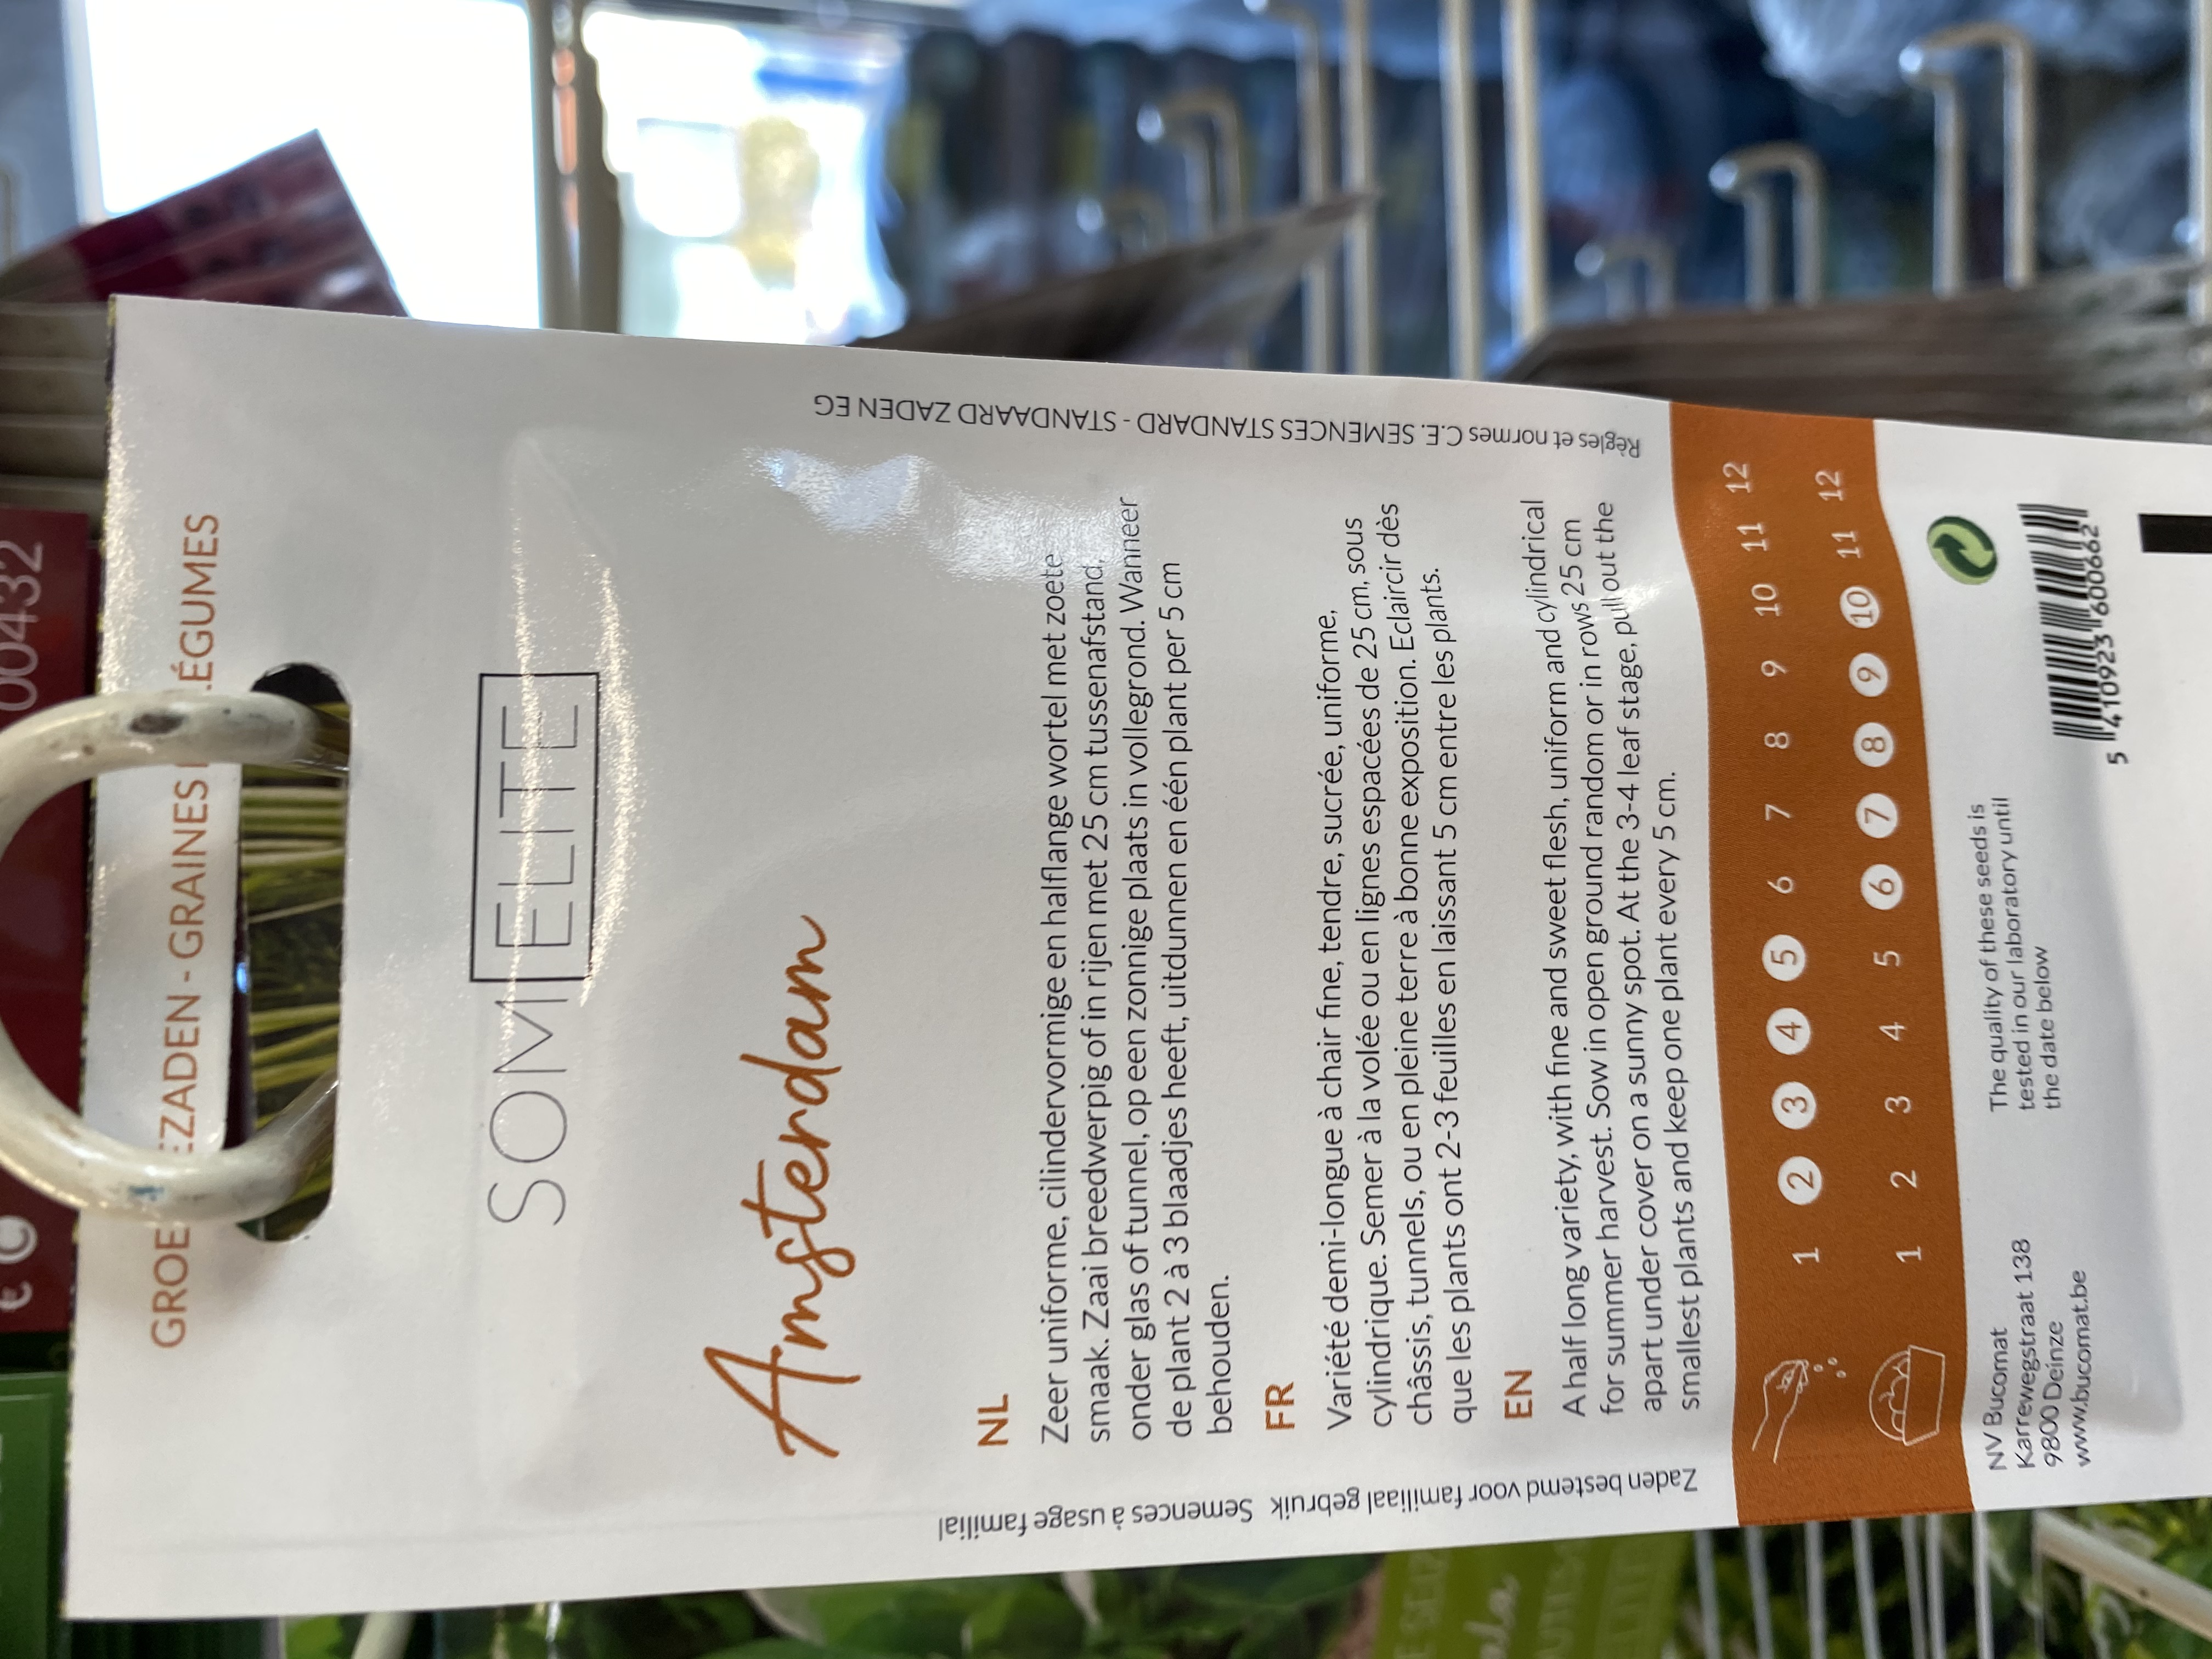 GROE EZADEN - GRAINES ÉGUMES
SOM ELITE
Amsterdam
NL
Zeer uniforme, cilindervormige en halflange wortel met zoete
smaak. Zaai breedwerpig of in rijen met 25 cm tussenafstand,
onder glas of tunnel, op een zonnige plaats in vollegrond. Wanneer
de plant 2 à 3 blaadjes heeft, uitdunnen en één plant per 5 cm
behouden.
FR
Variété demi-longue à chair fine, tendre, sucrée, uniforme,
cylindrique. Semer à la volée ou en lignes espacées de 25 cm, sous
châssis, tunnels, ou en pleine terre à bonne exposition. Eclaircir dès
que les plants ont 2-3 feuilles en laissant 5 cm entre les plants.
EN
A half long variety, with fine and sweet flesh, uniform and cylindrical
for summer harvest. Sow in open ground random or in rows 25 cm
apart under cover on a sunny spot. At the 3-4 leaf stage, pull out the
smallest plants and keep one plant every 5 cm.
1 2 3 4 5 6 7 8 9 10 11 12
1 2 3 4 5 6 7 8 9 10 11 12
NV Bucomat
Karrewegstraat 138
9800 Deinze
www.bucomat.be
The quality of these seeds is
tested in our laboratory until
the date below
5 410923 600662
Zaden bestemd voor familiaal gebruik Semences à usage familial
Règles et normes C.E. SEMENCES STANDARD - STANDAARD ZADEN EG
00432
€